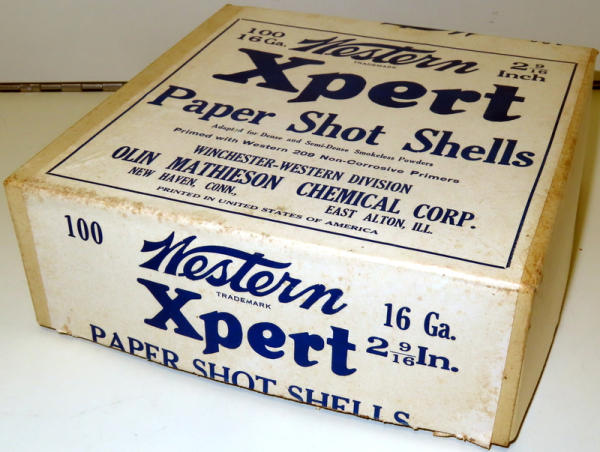 100
16 Ga.
Western
TRADEMARK
2 9/16
Inch
Xpert
Paper Shot Shells
Adapted for Dense and Semi-Dense Smokeless Powders
Primed with Western 209 Non-Corrosive Primers
WINCHESTER-WESTERN DIVISION
OLIN MATHIESON CHEMICAL CORP.
NEW HAVEN, CONN., EAST ALTON, ILL.
PRINTED IN UNITED STATES OF AMERICA
100
Western
TRADEMARK
Xpert
16 Ga.
2 9/16 In.
PAPER SHOT SHELLS